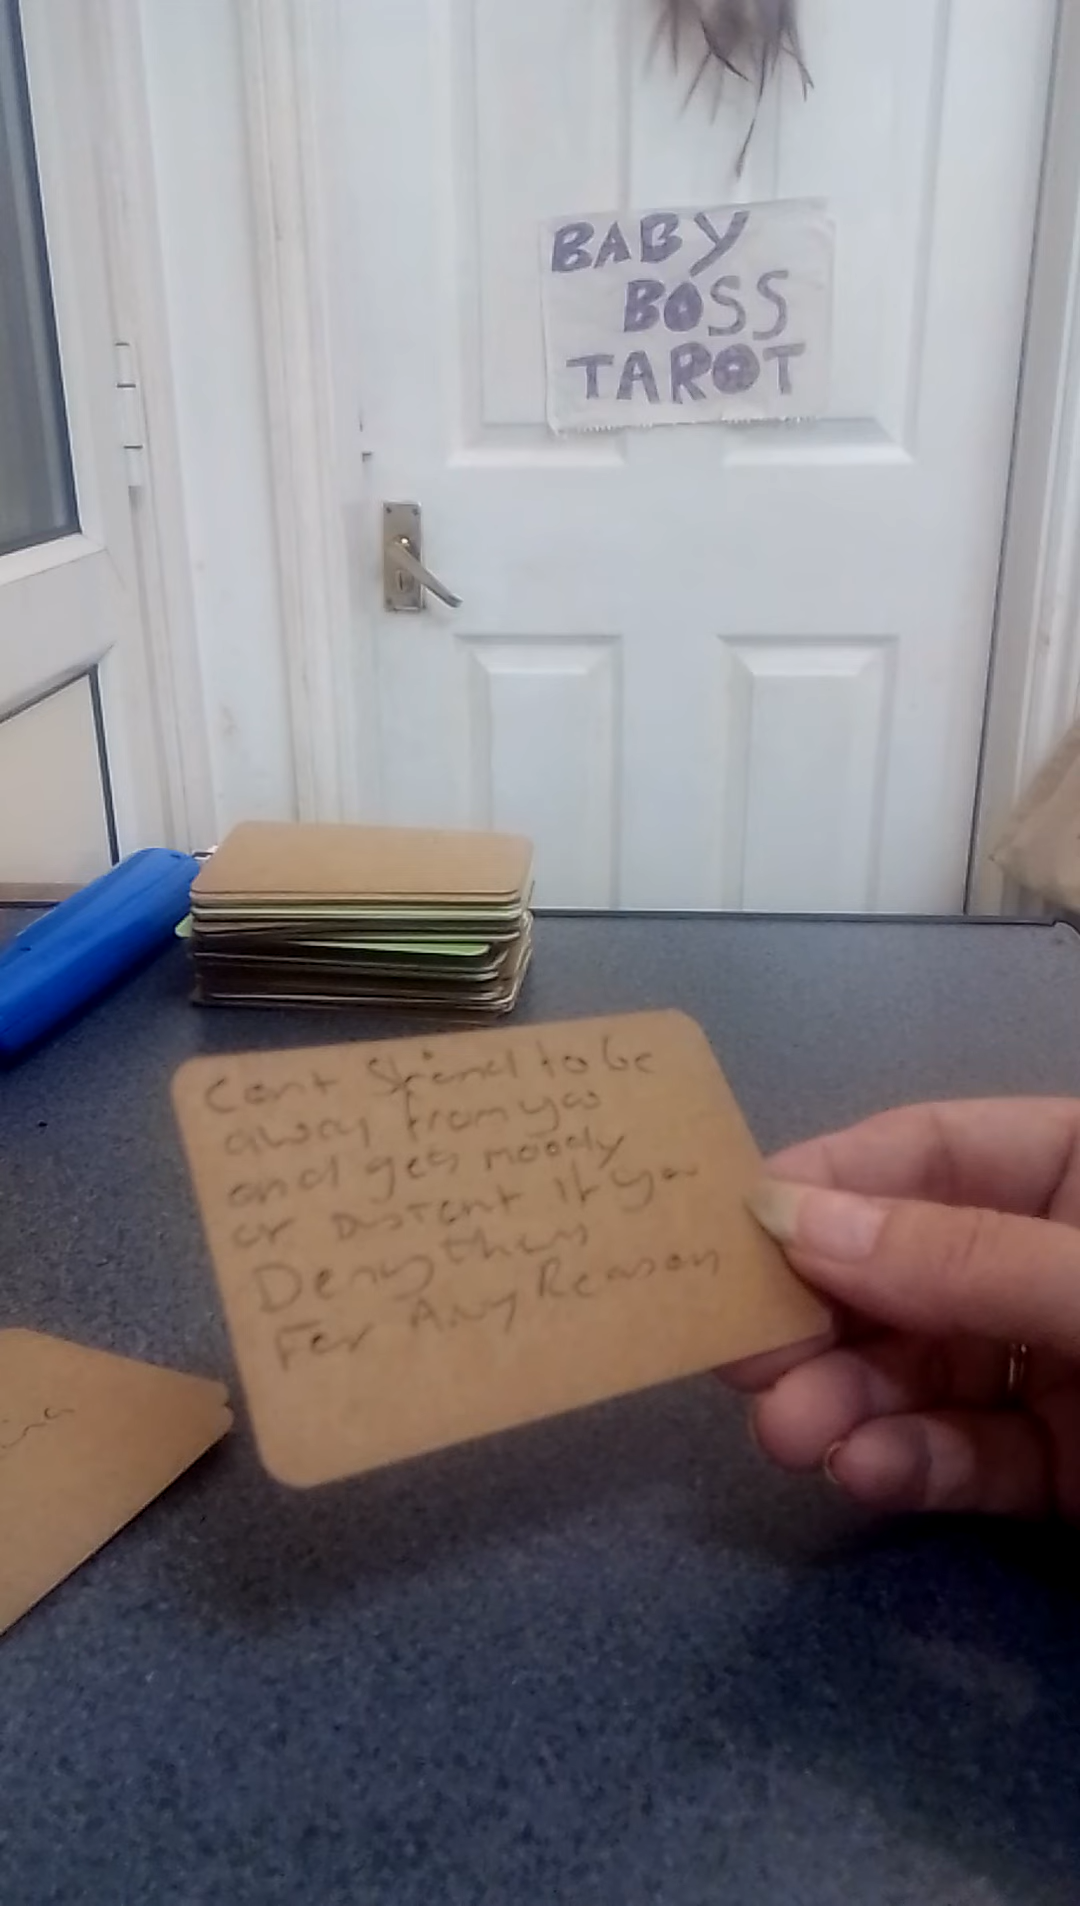 BABY
BOSS
TAROT
Cant Stand to be
away from you
and gets moody
or Distant If you
Deny them
For Any Reason